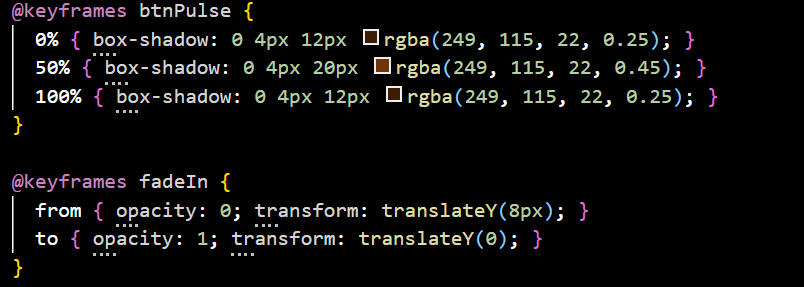 @keyframes btnPulse {
  0% { box-shadow: 0 4px 12px rgba(249, 115, 22, 0.25); }
  50% { box-shadow: 0 4px 20px rgba(249, 115, 22, 0.45); }
  100% { box-shadow: 0 4px 12px rgba(249, 115, 22, 0.25); }
}

@keyframes fadeIn {
  from { opacity: 0; transform: translateY(8px); }
  to { opacity: 1; transform: translateY(0); }
}